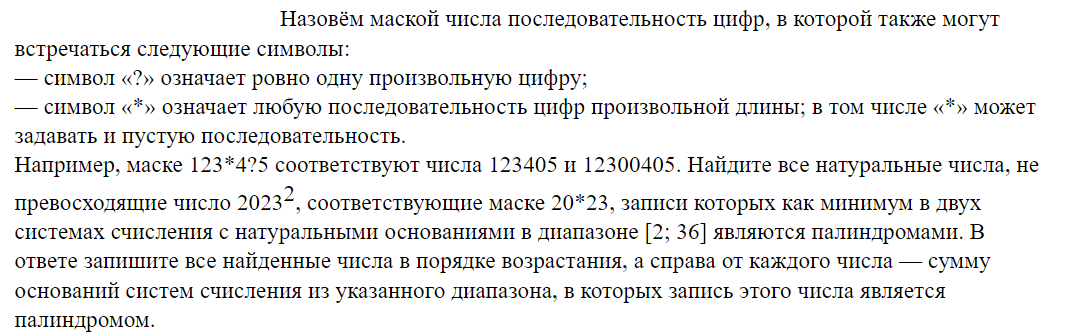 Назовём маской числа последовательность цифр, в которой также могут
встречаться следующие символы:
— символ «?» означает ровно одну произвольную цифру;
— символ «*» означает любую последовательность цифр произвольной длины; в том числе «*» может
задавать и пустую последовательность.
Например, маске 123*4?5 соответствуют числа 123405 и 12300405. Найдите все натуральные числа, не
превосходящие число 2023², соответствующие маске 20*23, записи которых как минимум в двух
системах счисления с натуральными основаниями в диапазоне [2; 36] являются палиндромами. В
ответе запишите все найденные числа в порядке возрастания, а справа от каждого числа — сумму
оснований систем счисления из указанного диапазона, в которых запись этого числа является
палиндромом.